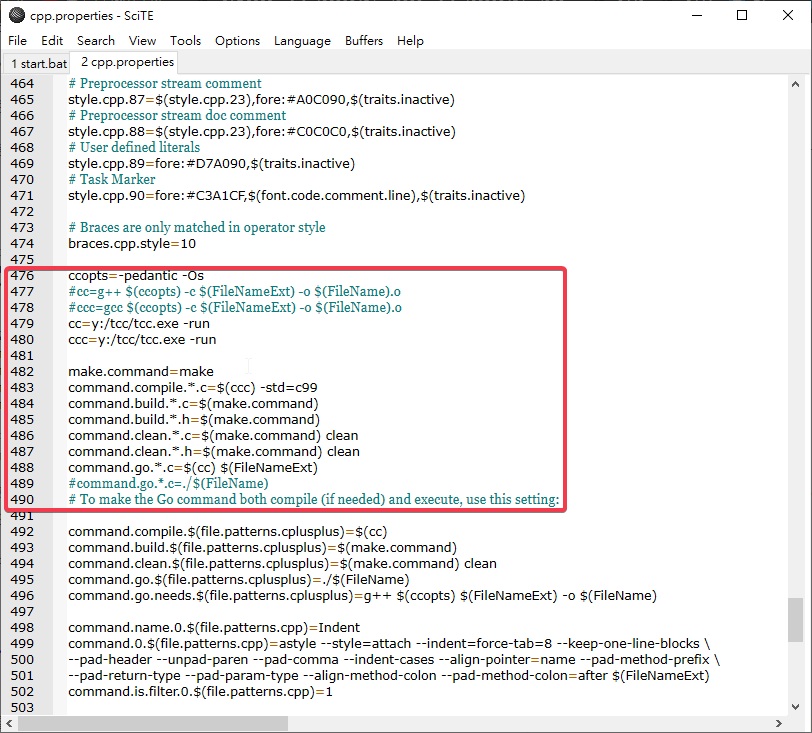 cpp.properties - SciTE
File Edit Search View Tools Options Language Buffers Help
1 start.bat 2 cpp.properties
464 # Preprocessor stream comment
465 style.cpp.87=$(style.cpp.23),fore:#A0C090,$(traits.inactive)
466 # Preprocessor stream doc comment
467 style.cpp.88=$(style.cpp.23),fore:#C0C0C0,$(traits.inactive)
468 # User defined literals
469 style.cpp.89=fore:#D7A090,$(traits.inactive)
470 # Task Marker
471 style.cpp.90=fore:#C3A1CF,$(font.code.comment.line),$(traits.inactive)
472
473 # Braces are only matched in operator style
474 braces.cpp.style=10
475
476 ccopts=-pedantic -Os
477 #cc=g++ $(ccopts) -c $(FileNameExt) -o $(FileName).o
478 #ccc=gcc $(ccopts) -c $(FileNameExt) -o $(FileName).o
479 cc=y:/tcc/tcc.exe -run
480 ccc=y:/tcc/tcc.exe -run
481
482 make.command=make
483 command.compile.*.c=$(ccc) -std=c99
484 command.build.*.c=$(make.command)
485 command.build.*.h=$(make.command)
486 command.clean.*.c=$(make.command) clean
487 command.clean.*.h=$(make.command) clean
488 command.go.*.c=$(cc) $(FileNameExt)
489 #command.go.*.c=./$(FileName)
490 # To make the Go command both compile (if needed) and execute, use this setting:
491
492 command.compile.$(file.patterns.cplusplus)=$(cc)
493 command.build.$(file.patterns.cplusplus)=$(make.command)
494 command.clean.$(file.patterns.cplusplus)=$(make.command) clean
495 command.go.$(file.patterns.cplusplus)=./$(FileName)
496 command.go.needs.$(file.patterns.cplusplus)=g++ $(ccopts) $(FileNameExt) -o $(FileName)
497
498 command.name.0.$(file.patterns.cpp)=Indent
499 command.0.$(file.patterns.cpp)=astyle --style=attach --indent=force-tab=8 --keep-one-line-blocks \
500 --pad-header --unpad-paren --pad-comma --indent-cases --align-pointer=name --pad-method-prefix \
501 --pad-return-type --pad-param-type --align-method-colon --pad-method-colon=after $(FileNameExt)
502 command.is.filter.0.$(file.patterns.cpp)=1
503